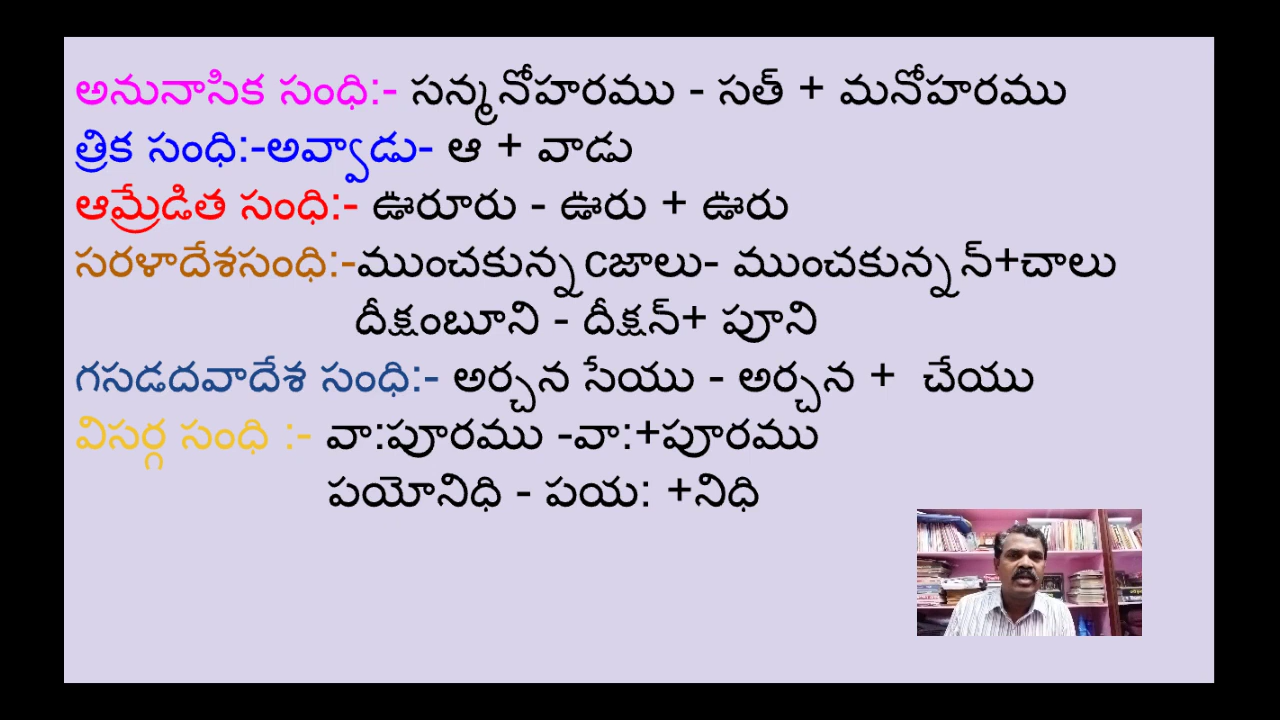 అనునాసిక సంధి:- సన్మనోహరము - సత్ + మనోహరము
త్రిక సంధి:-అవ్వాడు- ఆ + వాడు
ఆమ్రేడిత సంధి:- ఊరూరు - ఊరు + ఊరు
సరళాదేశసంధి:-ముంచకున్నcజాలు- ముంచకున్నన్+చాలు
దీక్షంబూని - దీక్షన్+ పూని
గసడదవాదేశ సంధి:- అర్చన సేయు - అర్చన + చేయు
విసర్గ సంధి :- వా:పూరము -వా:+పూరము
పయోనిధి - పయ: +నిధి